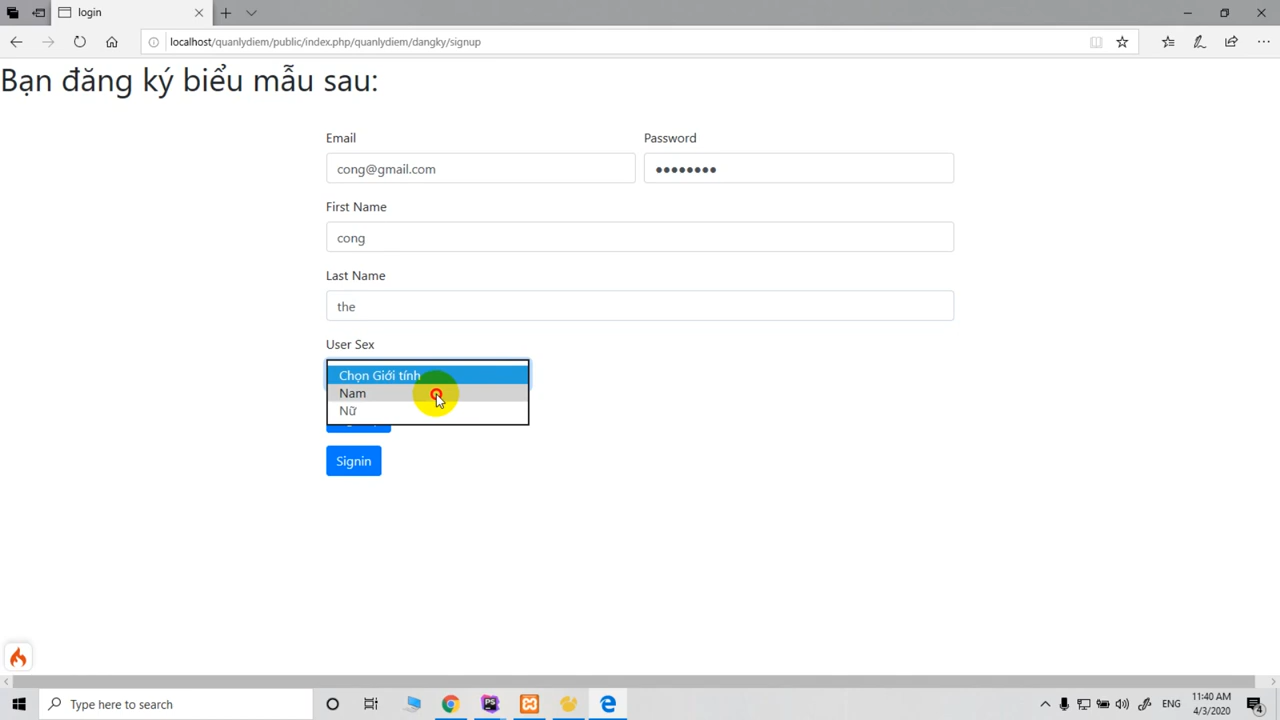 login
localhost/quanlydiem/public/index.php/quanlydiem/dangky/signup
Bạn đăng ký biểu mẫu sau:
Email
Password
cong@gmail.com
●●●●●●●●
First Name
cong
Last Name
the
User Sex
Chọn Giới tính
Nam
Nữ
Signin
Type here to search
PS
ENG
11:40 AM
4/3/2020
4